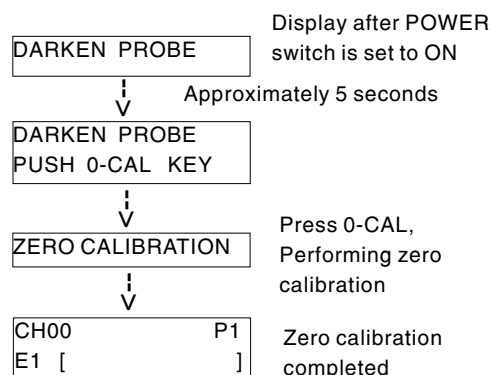 Display after POWER
switch is set to ON
DARKEN PROBE
Approximately 5 seconds
DARKEN PROBE
PUSH 0-CAL KEY
ZERO CALIBRATION
Press 0-CAL,
Performing zero
calibration
CH00 P1
E1 [ ]
Zero calibration
completed